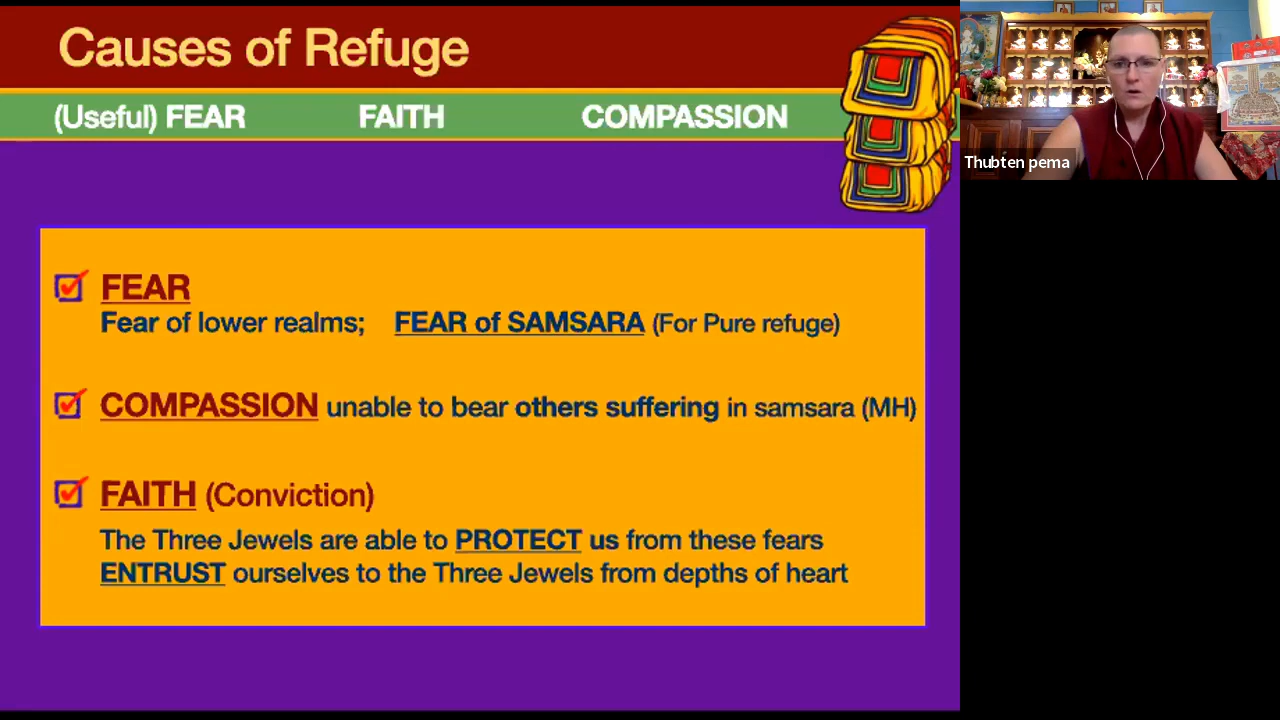 Causes of Refuge
(Useful) FEAR FAITH COMPASSION
FEAR
Fear of lower realms; FEAR of SAMSARA (For Pure refuge)
COMPASSION unable to bear others suffering in samsara (MH)
FAITH (Conviction)
The Three Jewels are able to PROTECT us from these fears
ENTRUST ourselves to the Three Jewels from depths of heart
Thubten pema